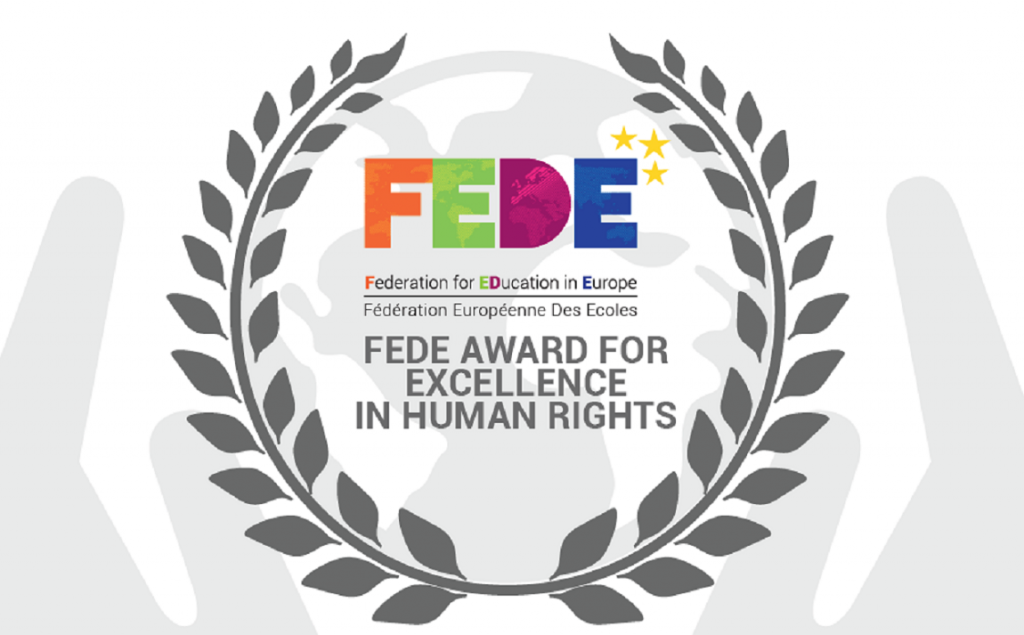 FEDE
Federation for EDucation in Europe
Fédération Européenne Des Ecoles
FEDE AWARD FOR
EXCELLENCE
IN HUMAN RIGHTS